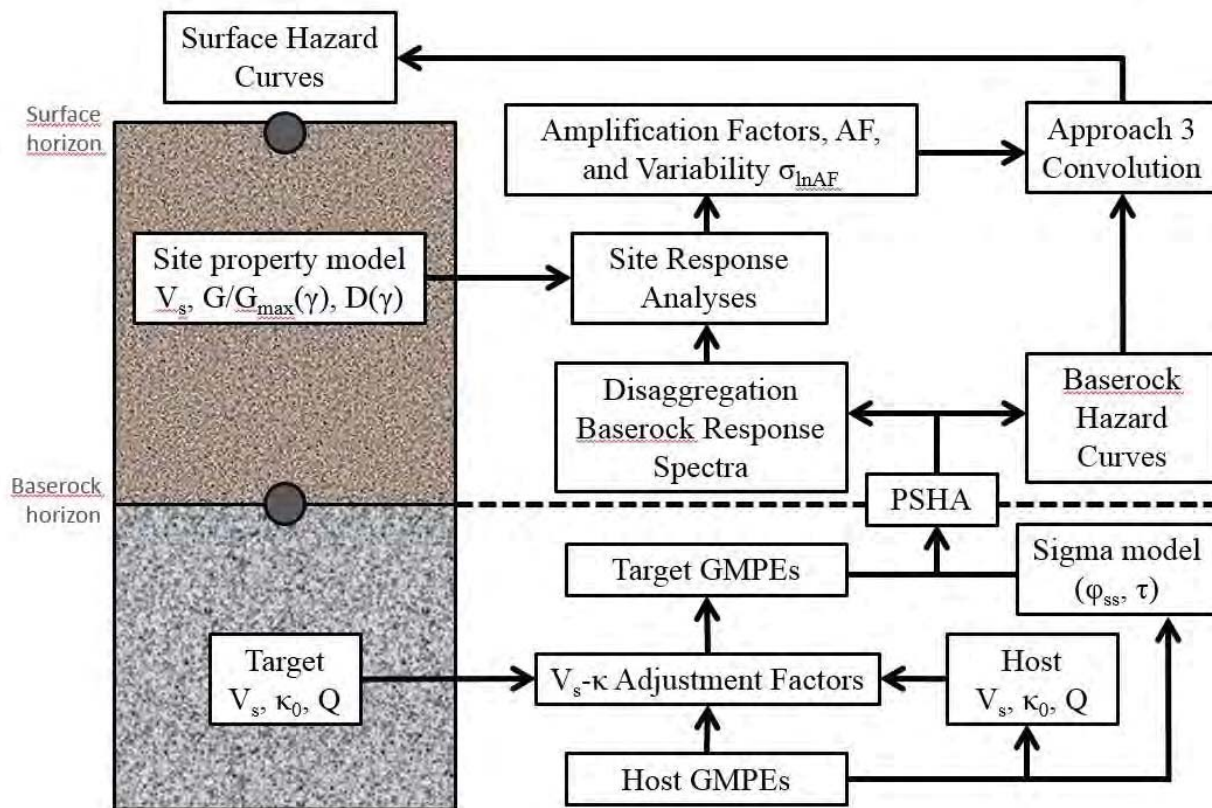 Surface Hazard
Curves
Surface
horizon
Amplification Factors, AF,
and Variability σlnAF
Approach 3
Convolution
Site property model
Vs, G/Gmax(γ), D(γ)
Site Response
Analyses
Disaggregation
Baserock Response
Spectra
Baserock
Hazard
Curves
Baserock
horizon
PSHA
Target GMPEs
Sigma model
(φss, τ)
Target
Vs, κ0, Q
Vs-κ Adjustment Factors
Host
Vs, κ0, Q
Host GMPEs